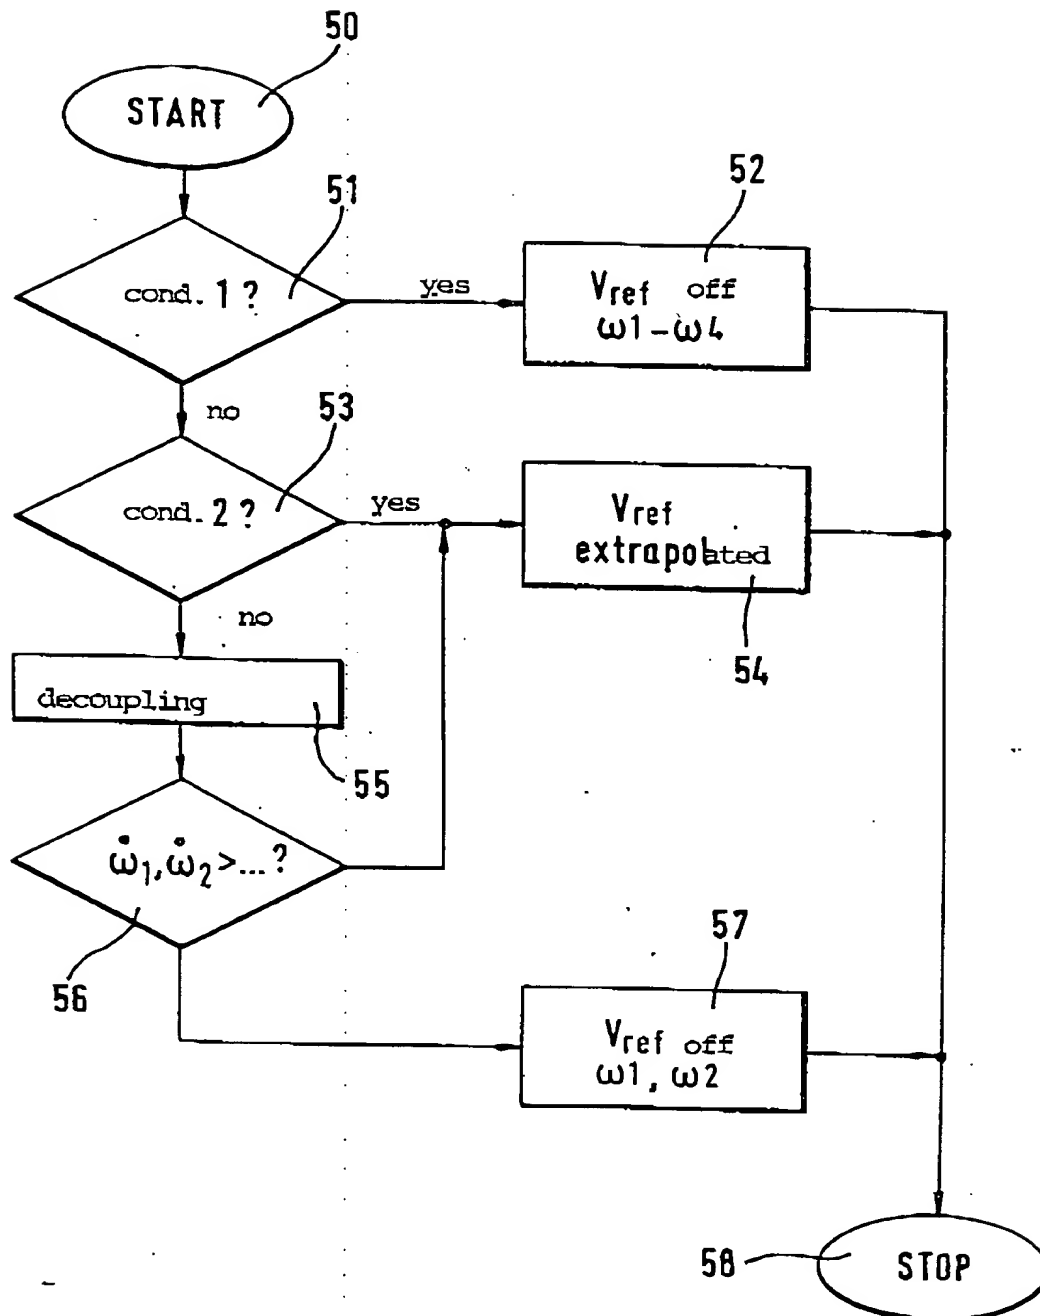 50
START
51
cond. 1 ?
yes
52
Vref off
ω1-ω4
no
53
cond. 2 ?
yes
Vref
extrapolated
54
no
decoupling
55
ω̇1, ω̇2 >... ?
56
57
Vref off
ω1, ω2
58
STOP